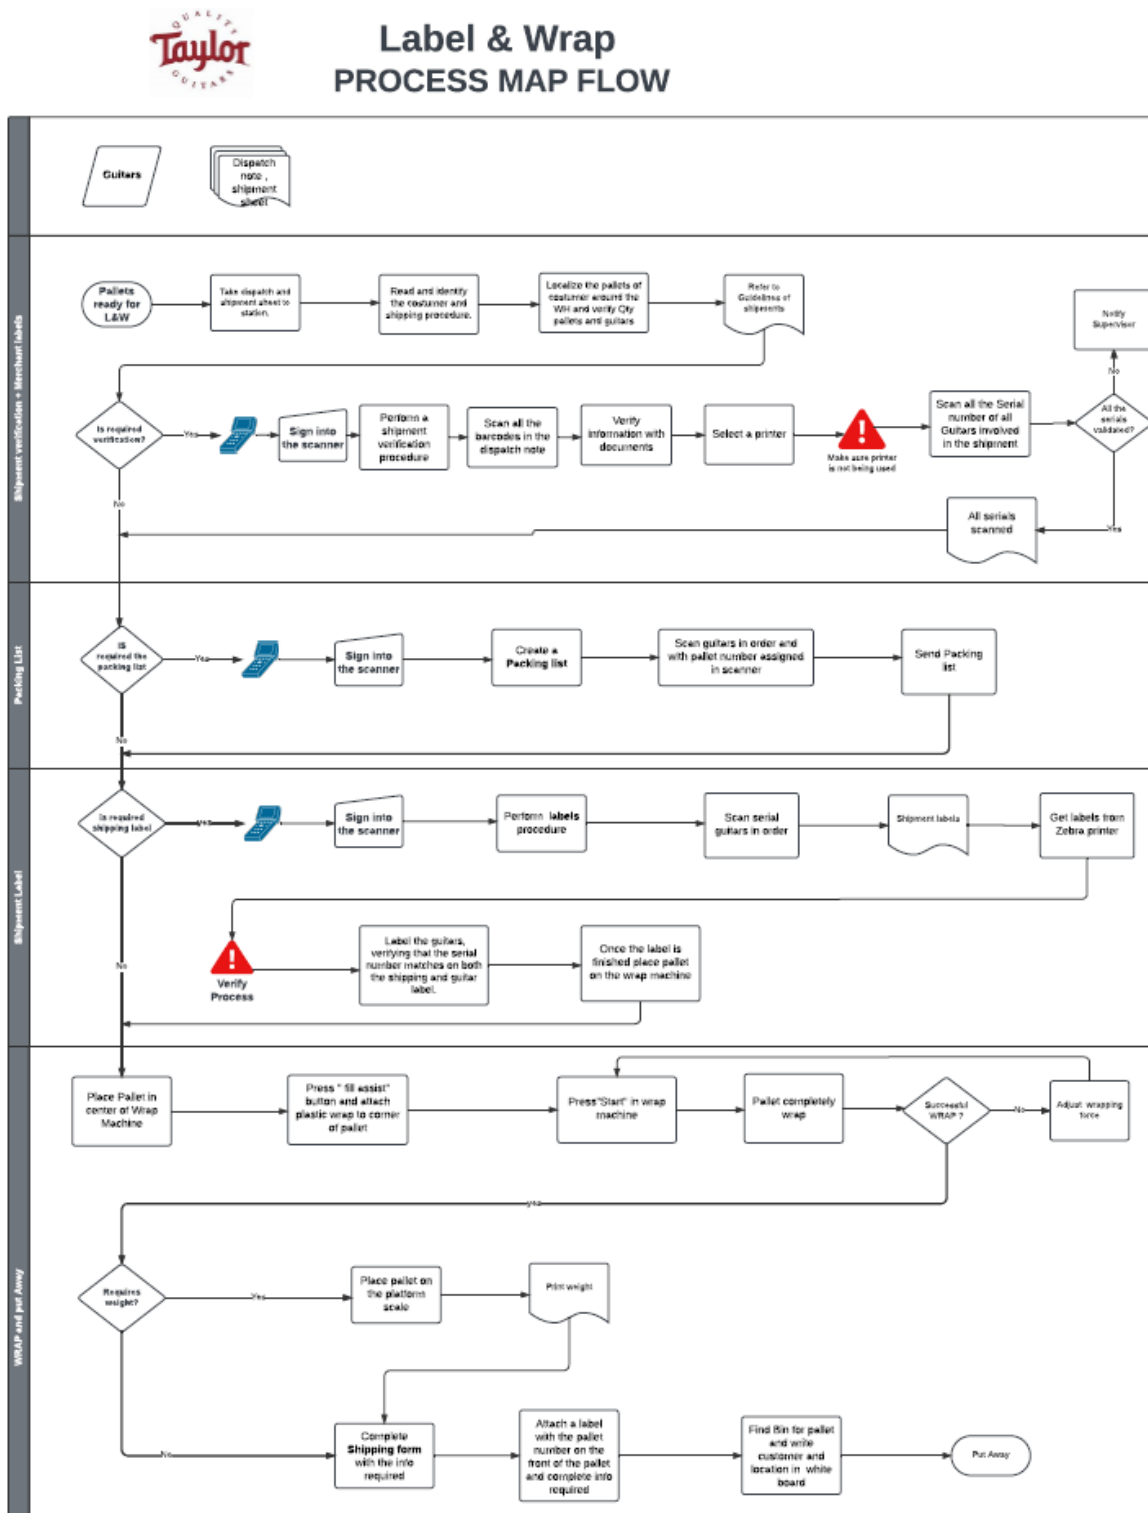 QUALITY
Taylor
GUITARS
Label & Wrap
PROCESS MAP FLOW
Guitars
Dispatch
note ,
shipment
sheet
Shipment verification + Merchant labels
Pallets
ready for
L&W
Take dispatch and
shipment sheet to
station.
Read and identify
the costumer and
shipping procedure.
Localize the pallets of
costumer around the
WH and verify Qty
pallets and guitars
Refer to
Guidelines of
shipments
Notify
Supervisor
No
Is required
verification?
Yes
Sign into
the scanner
Perform a
shipment
verification
procedure
Scan all the
barcodes in the
dispatch note
Verify
information with
documents
Select a printer
Make sure printer
is not being used
Scan all the Serial
number of all
Guitars involved
in the shipment
All the
serials
validated?
No
All serials
scanned
Yes
Packing List
IS
required the
packing list
Yes
Sign into
the scanner
Create a
Packing list
Scan guitars in order and
with pallet number assigned
in scanner
Send Packing
list
No
Shipment Label
Is required
shipping label
yes
Sign into
the scanner
Perform labels
procedure
Scan serial
guitars in order
Shipment labels
Get labels from
Zebra printer
No
Verify
Process
Label the guitars,
verifying that the serial
number matches on both
the shipping and guitar
label.
Once the label is
finished place pallet
on the wrap machine
WRAP and put Away
Place Pallet in
center of Wrap
Machine
Press " fill assist"
button and attach
plastic wrap to corner
of pallet
Press"Start" in wrap
machine
Pallet completely
wrap
Successful
WRAP ?
No
Adjust wrapping
force
yes
Requires
weight?
Yes
Place pallet on
the platform
scale
Print weight
No
Complete
Shipping form
with the info
required
Attach a label
with the pallet
number on the
front of the pallet
and complete info
required
Find Bin for pallet
and write
customer and
location in white
board
Put Away